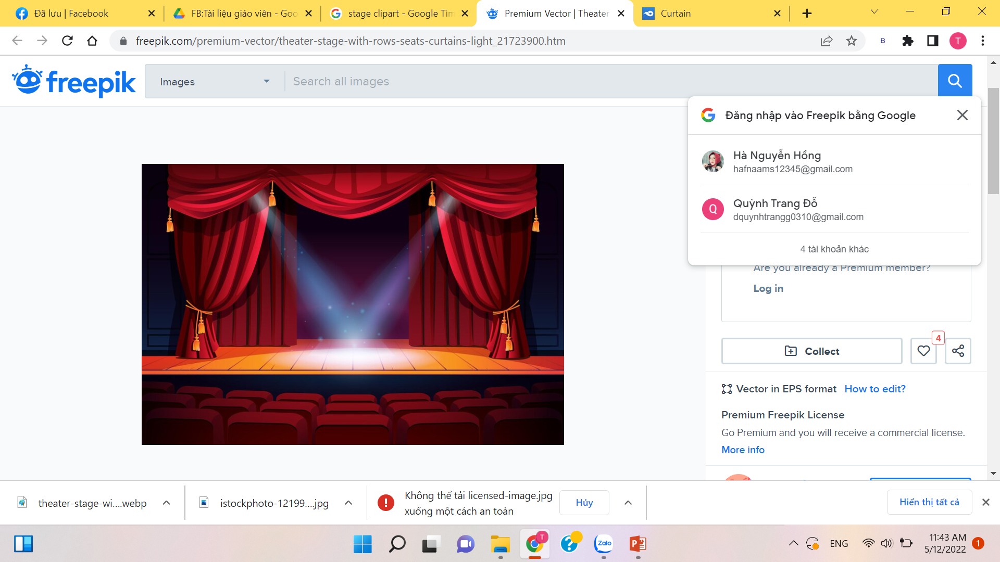 Đã lưu | Facebook
FB:Tài liệu giáo viên - Goo
stage clipart - Google Tìm
Premium Vector | Theater
Curtain
freepik.com/premium-vector/theater-stage-with-rows-seats-curtains-light_21723900.htm
B
T
freepik
Images
Search all images
Đăng nhập vào Freepik bằng Google
Hà Nguyễn Hồng
hafnaams12345@gmail.com
Q
Quỳnh Trang Đỗ
dquynhtrangg0310@gmail.com
4 tài khoản khác
Are you already a Premium member?
Log in
4
Collect
Vector in EPS format How to edit?
Premium Freepik License
Go Premium and you will receive a commercial license.
More info
theater-stage-wi....webp
istockphoto-12199....jpg
Không thể tải licensed-image.jpg
xuống một cách an toàn
Hủy
Hiển thị tất cả
T
Zalo
P
ENG
11:43 AM
5/12/2022
1